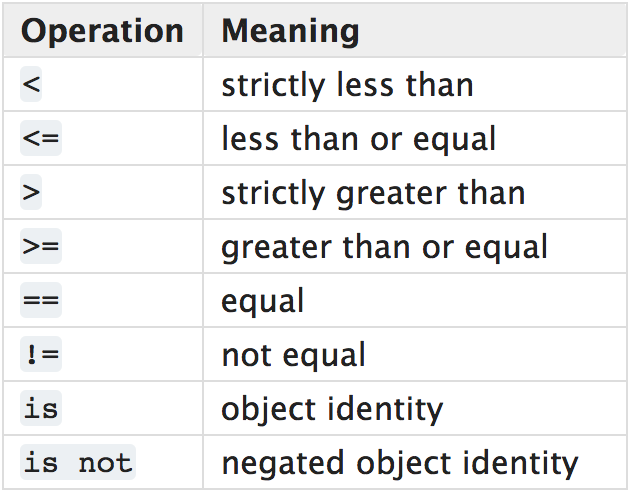 Operation Meaning
< strictly less than
<= less than or equal
> strictly greater than
>= greater than or equal
== equal
!= not equal
is object identity
is not negated object identity